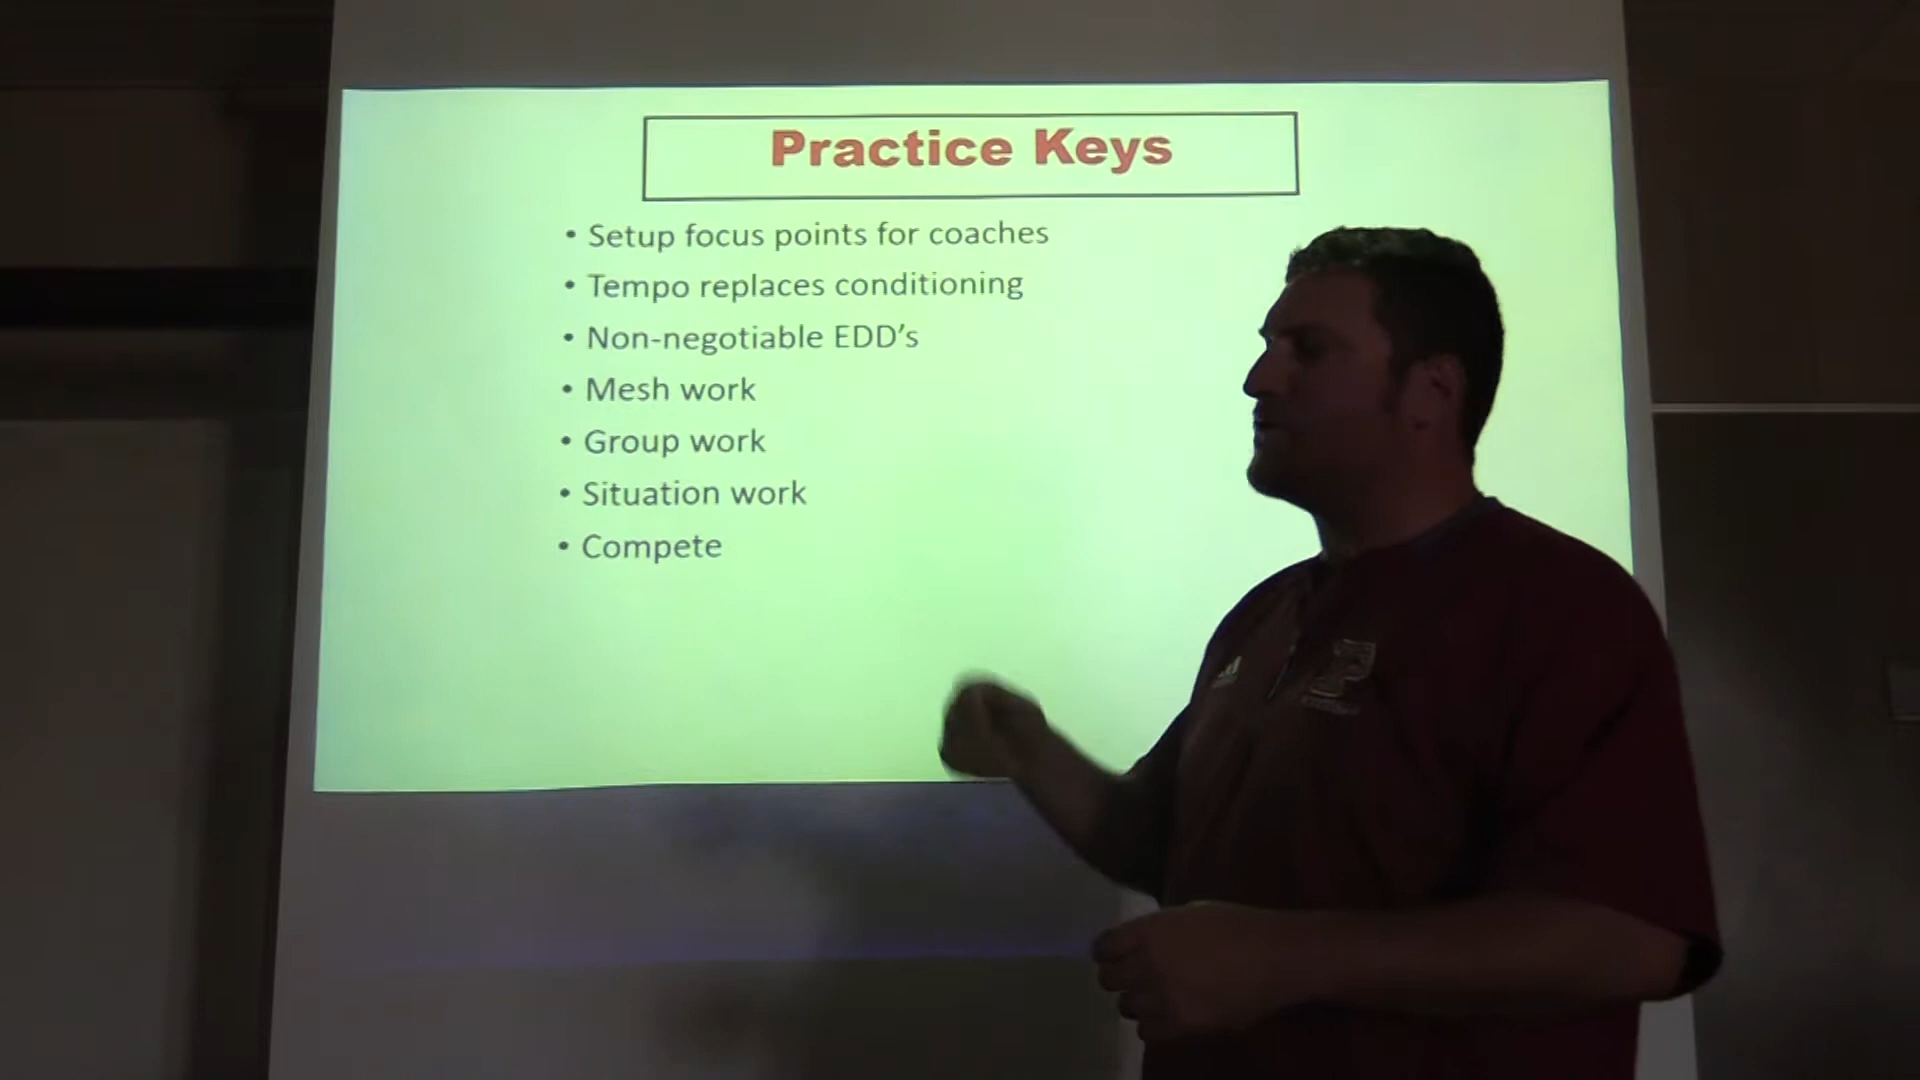 Practice Keys
• Setup focus points for coaches
• Tempo replaces conditioning
• Non-negotiable EDD's
• Mesh work
• Group work
• Situation work
• Compete
P